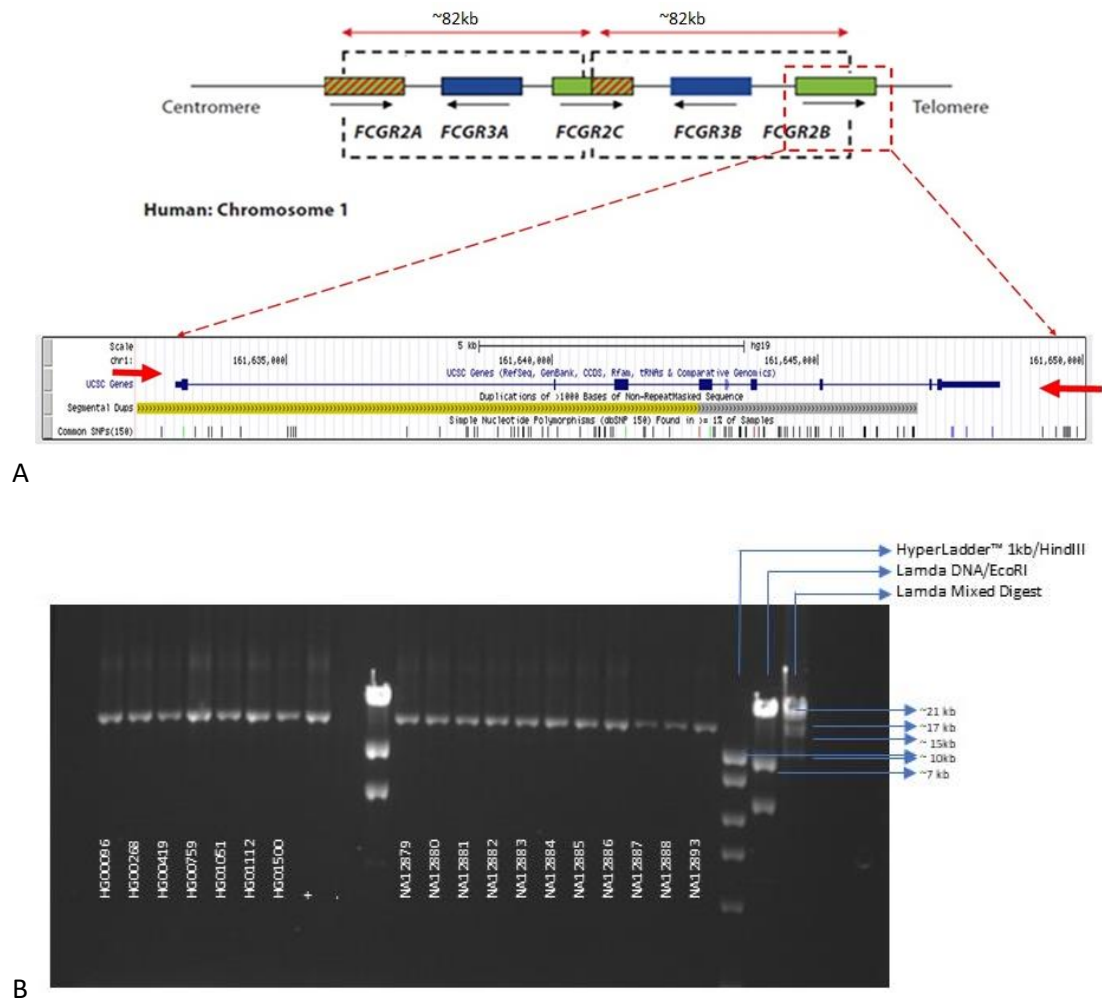 ~82kb ~82kb
Centromere Telomere
FCGR2A FCGR3A FCGR2C FCGR3B FCGR2B
Human: Chromosome 1
Scale 5 kb hg19
chr1: 161,635,000 161,640,000 161,645,000 161,650,000
UCSC Genes (RefSeq, GenBank, CCDS, Rfam, tRNAs & Comparative Genomics)
UCSC Genes
Duplications of >1000 Bases of Non-RepeatMasked Sequence
Segmental Dups
Simple Nucleotide Polymorphisms (dbSNP 150) Found in >= 1% of Samples
Common SNPs(150)
A
HyperLadder™ 1kb/HindIII
Lamda DNA/EcoRI
Lamda Mixed Digest
~21 kb
~17 kb
~ 15kb
~ 10kb
~7 kb
HG00096
HG00268
HG00419
HG00759
HG01051
HG01112
HG01500
+
NA12879
NA12880
NA12881
NA12882
NA12883
NA12884
NA12885
NA12886
NA12887
NA12888
NA12893
B